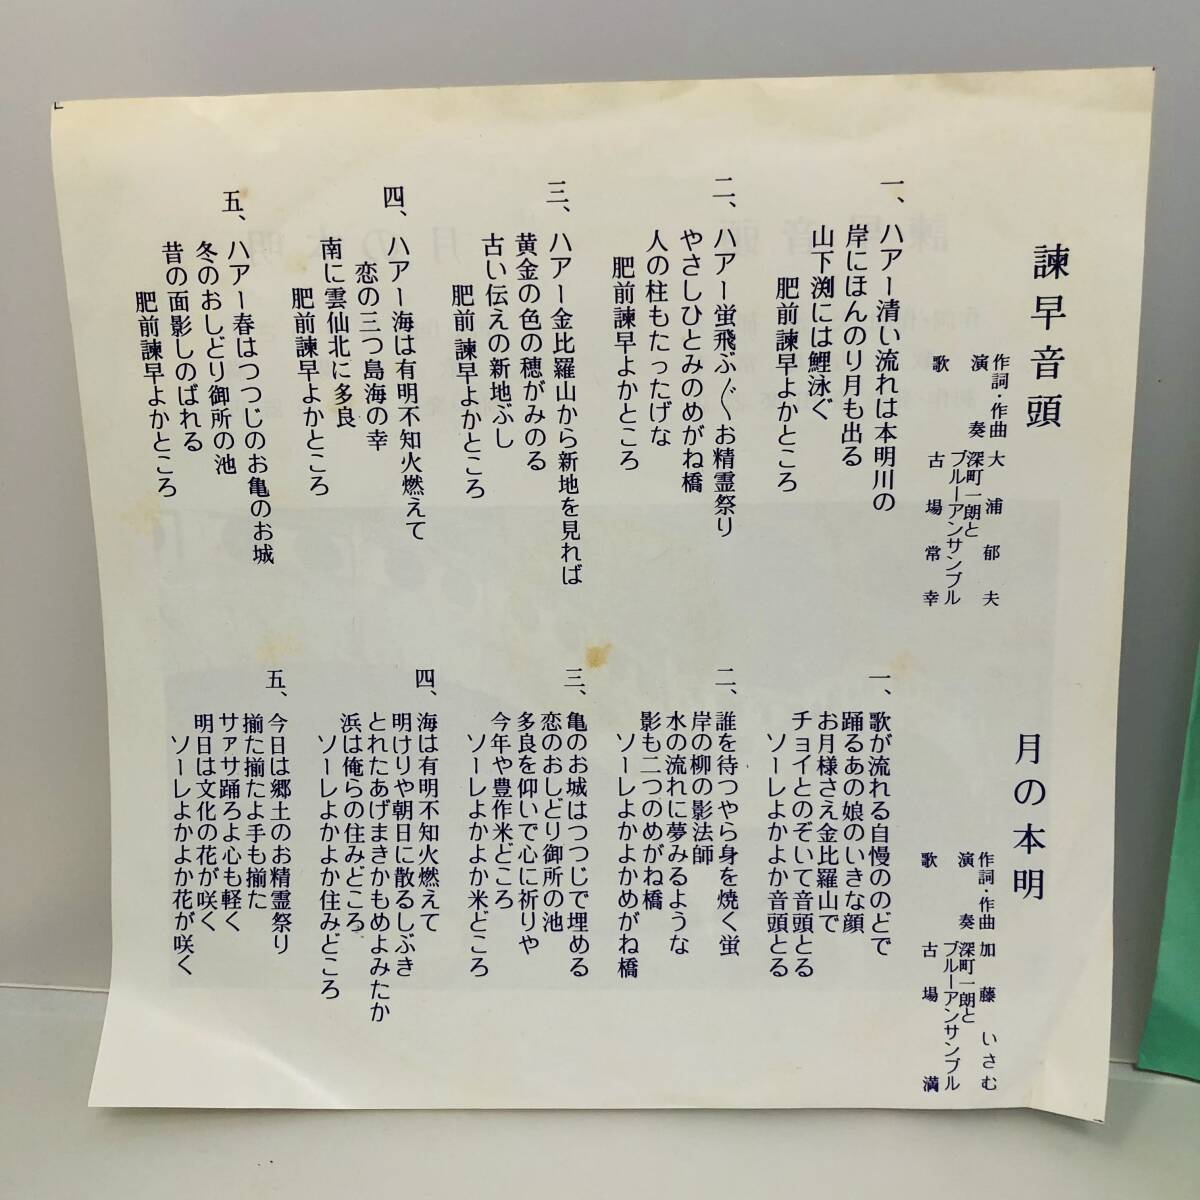 諫早音頭
作詞・作曲 大浦郁夫
演奏 深町一朗と
ブルーアンサンブル
歌 古場常幸
一、ハアー清い流れは本明川の
岸にほんのり月も出る
山下渕には鯉泳ぐ
肥前諫早よかところ
二、ハアー蛍飛ぶ〴〵お精霊祭り
やさしひとみのめがね橋
人の柱もたったげな
肥前諫早よかところ
三、ハアー金比羅山から新地を見れば
黄金の色の穂がみのる
古い伝えの新地ぶし
肥前諫早よかところ
四、ハアー海は有明不知火燃えて
恋の三つ島海の幸
南に雲仙北に多良
肥前諫早よかところ
五、ハアー春はつつじのお亀のお城
冬のおしどり御所の池
昔の面影しのばれる
肥前諫早よかところ
月の本明
作詞・作曲 加藤いさむ
演奏 深町一朗と
ブルーアンサンブル
歌 古場満
一、歌が流れる自慢ののどで
踊るあの娘のいきな顔
お月様さえ金比羅山で
チョイとのぞいて音頭とる
ソーレよかよか音頭とる
二、誰を待つやら身を焼く蛍
岸の柳の影法師
水の流れに夢みるような
影も二つのめがね橋
ソーレよかよかめがね橋
三、亀のお城はつつじで埋める
恋のおしどり御所の池
多良を仰いで心に祈りや
今年や豊作米どころ
ソーレよかよか米どころ
四、海は有明不知火燃えて
明けりや朝日に散るしぶき
とれたあげまきかもめよみたか
浜は俺らの住みどころ
ソーレよかよか住みどころ
五、今日は郷土のお精霊祭り
揃た揃たよ手も揃た
サァサ踊ろよ心も軽く
明日は文化の花が咲く
ソーレよかよか花が咲く